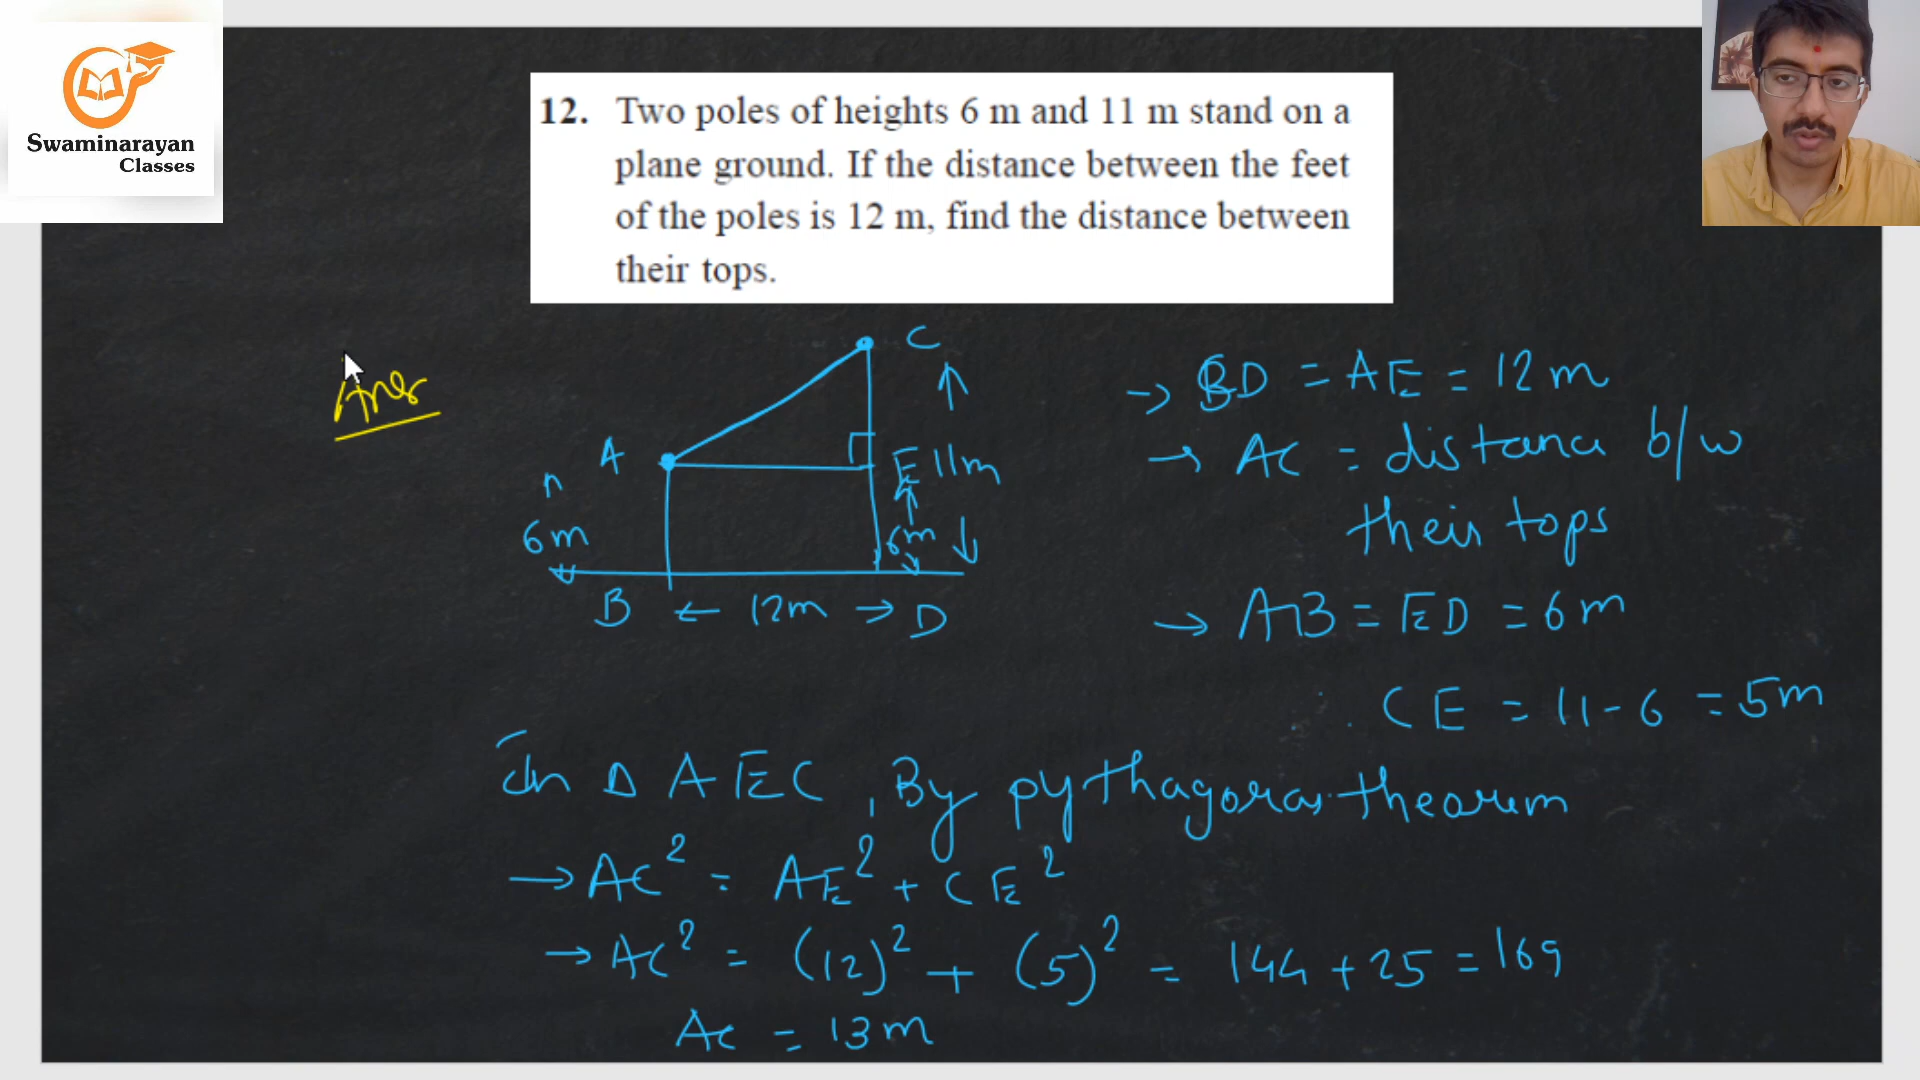 Swaminarayan
Classes
12. Two poles of heights 6 m and 11 m stand on a
plane ground. If the distance between the feet
of the poles is 12 m, find the distance between
their tops.
Ans
C
A
E 11m
6m
6m
B ← 12m → D
→ BD = AE = 12 m
→ AC = distance b/w
their tops
→ AB = ED = 6 m
∴ CE = 11 - 6 = 5m
In Δ AEC, By pythagoras theorem
→ AC² = AE² + CE²
→ AC² = (12)² + (5)² = 144 + 25 = 169
AC = 13 m